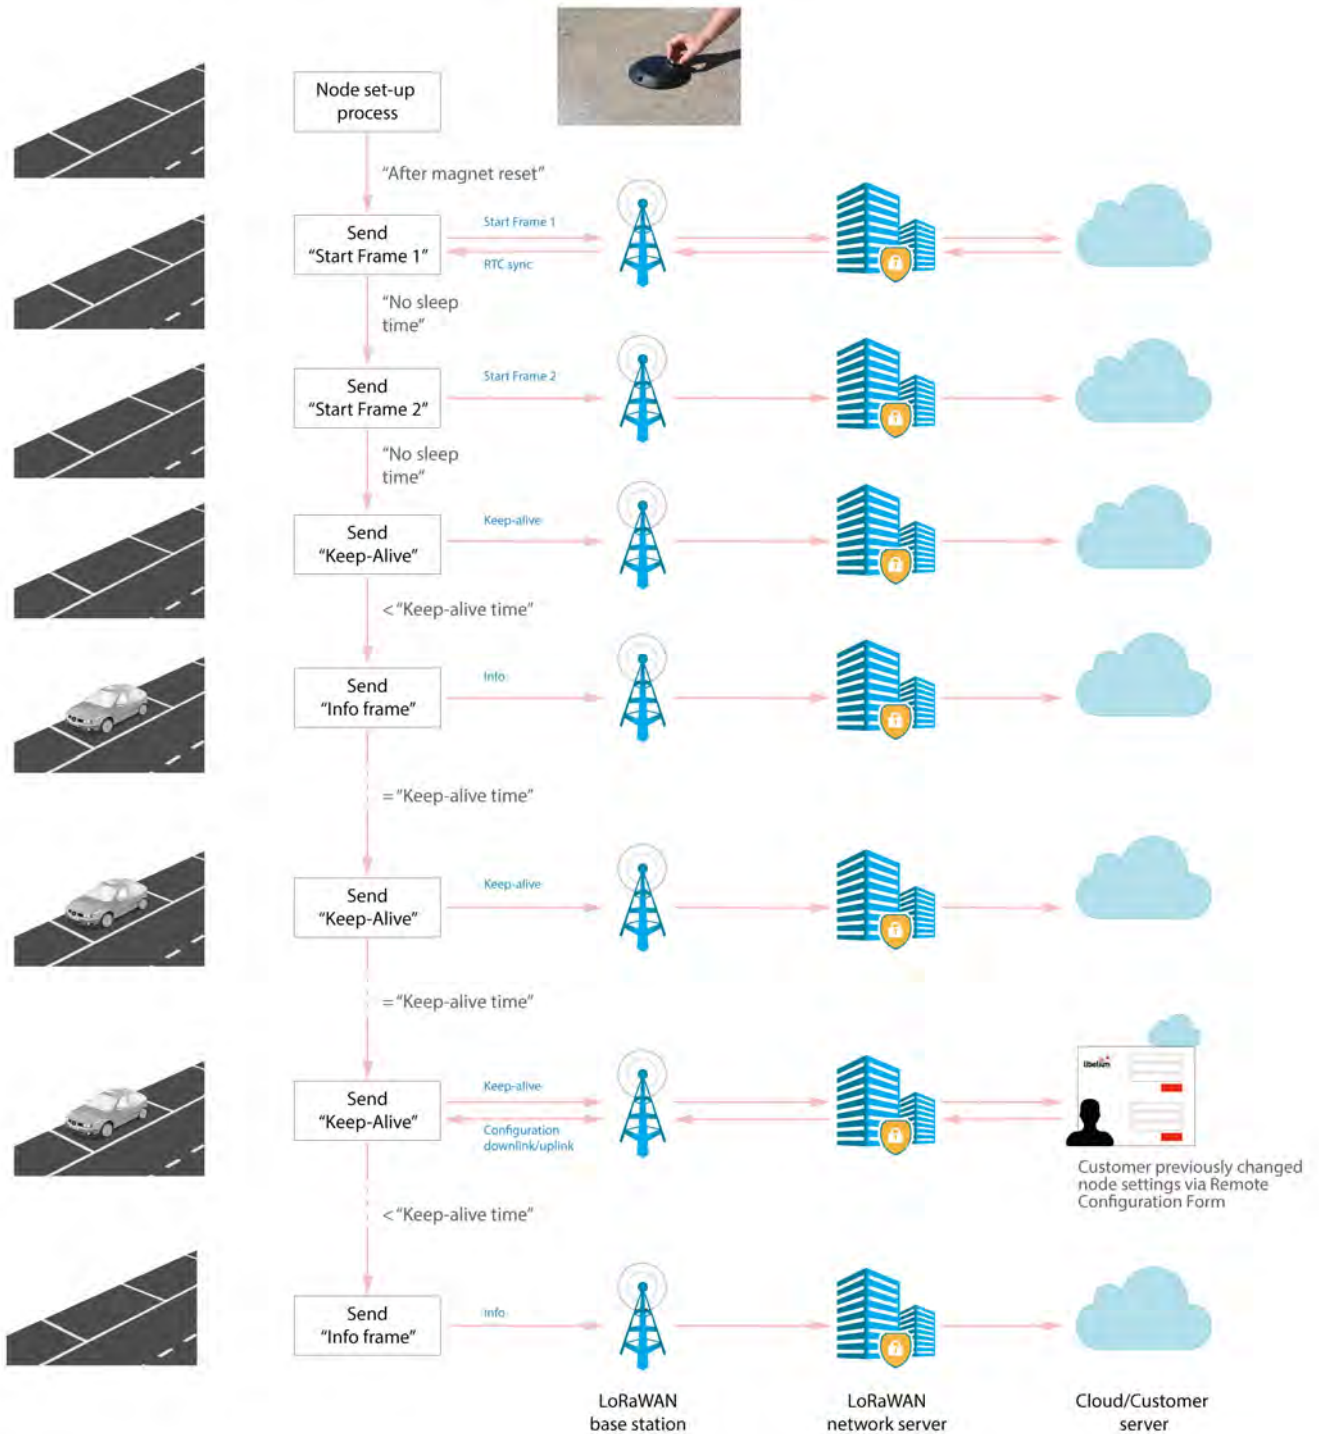 Node set-up
process
"After magnet reset"
Send
"Start Frame 1"
Start Frame 1
RTC sync
"No sleep
time"
Send
"Start Frame 2"
Start Frame 2
"No sleep
time"
Send
"Keep-Alive"
Keep-alive
< "Keep-alive time"
Send
"Info frame"
Info
= "Keep-alive time"
Send
"Keep-Alive"
Keep-alive
= "Keep-alive time"
Send
"Keep-Alive"
Keep-alive
Configuration
downlink/uplink
libelium
Customer previously changed
node settings via Remote
Configuration Form
< "Keep-alive time"
Send
"Info frame"
Info
LoRaWAN
base station
LoRaWAN
network server
Cloud/Customer
server